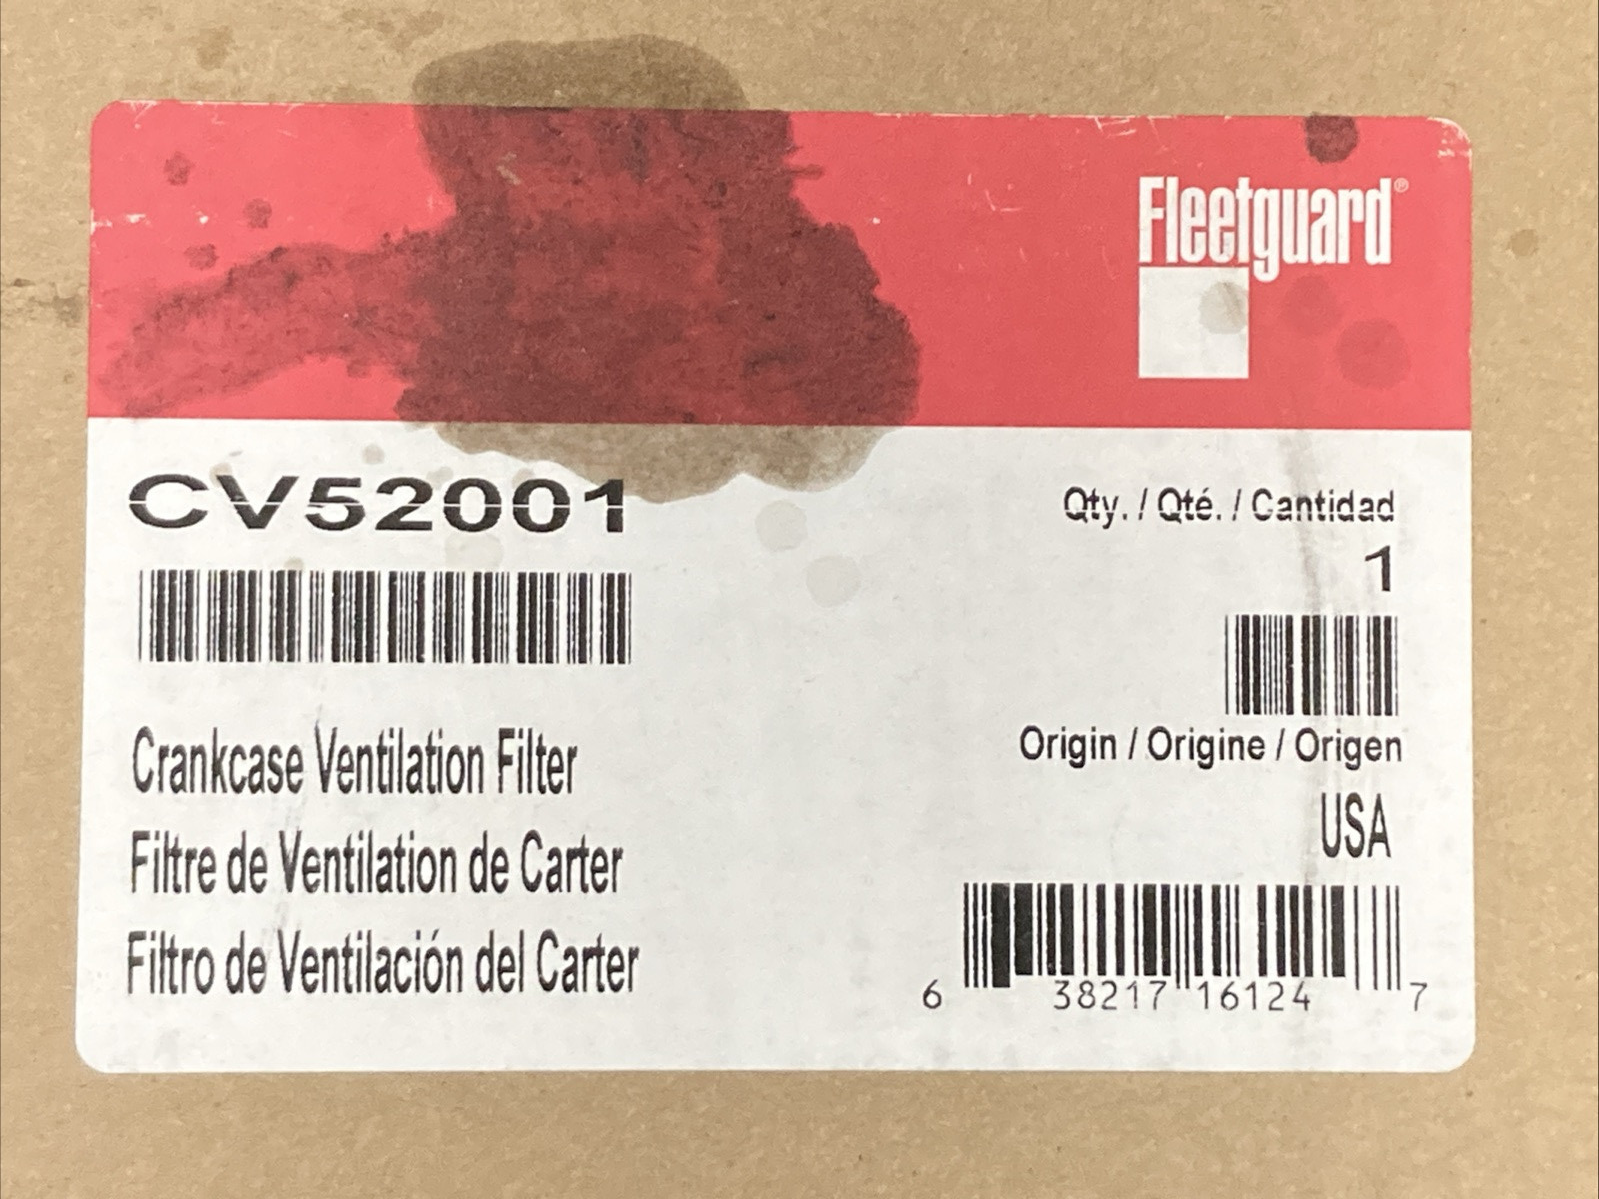 Fleetguard®
CV52001
Qty. / Qté. / Cantidad
1
Crankcase Ventilation Filter
Filtre de Ventilation de Carter
Filtro de Ventilación del Carter
Origin / Origine / Origen
USA
6 38217 16124 7